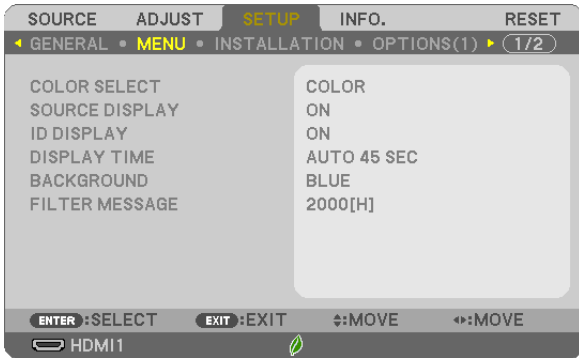 SOURCE ADJUST SETUP INFO. RESET
GENERAL • MENU • INSTALLATION • OPTIONS(1) 1/2
COLOR SELECT COLOR
SOURCE DISPLAY ON
ID DISPLAY ON
DISPLAY TIME AUTO 45 SEC
BACKGROUND BLUE
FILTER MESSAGE 2000[H]
ENTER :SELECT EXIT :EXIT :MOVE :MOVE
HDMI1